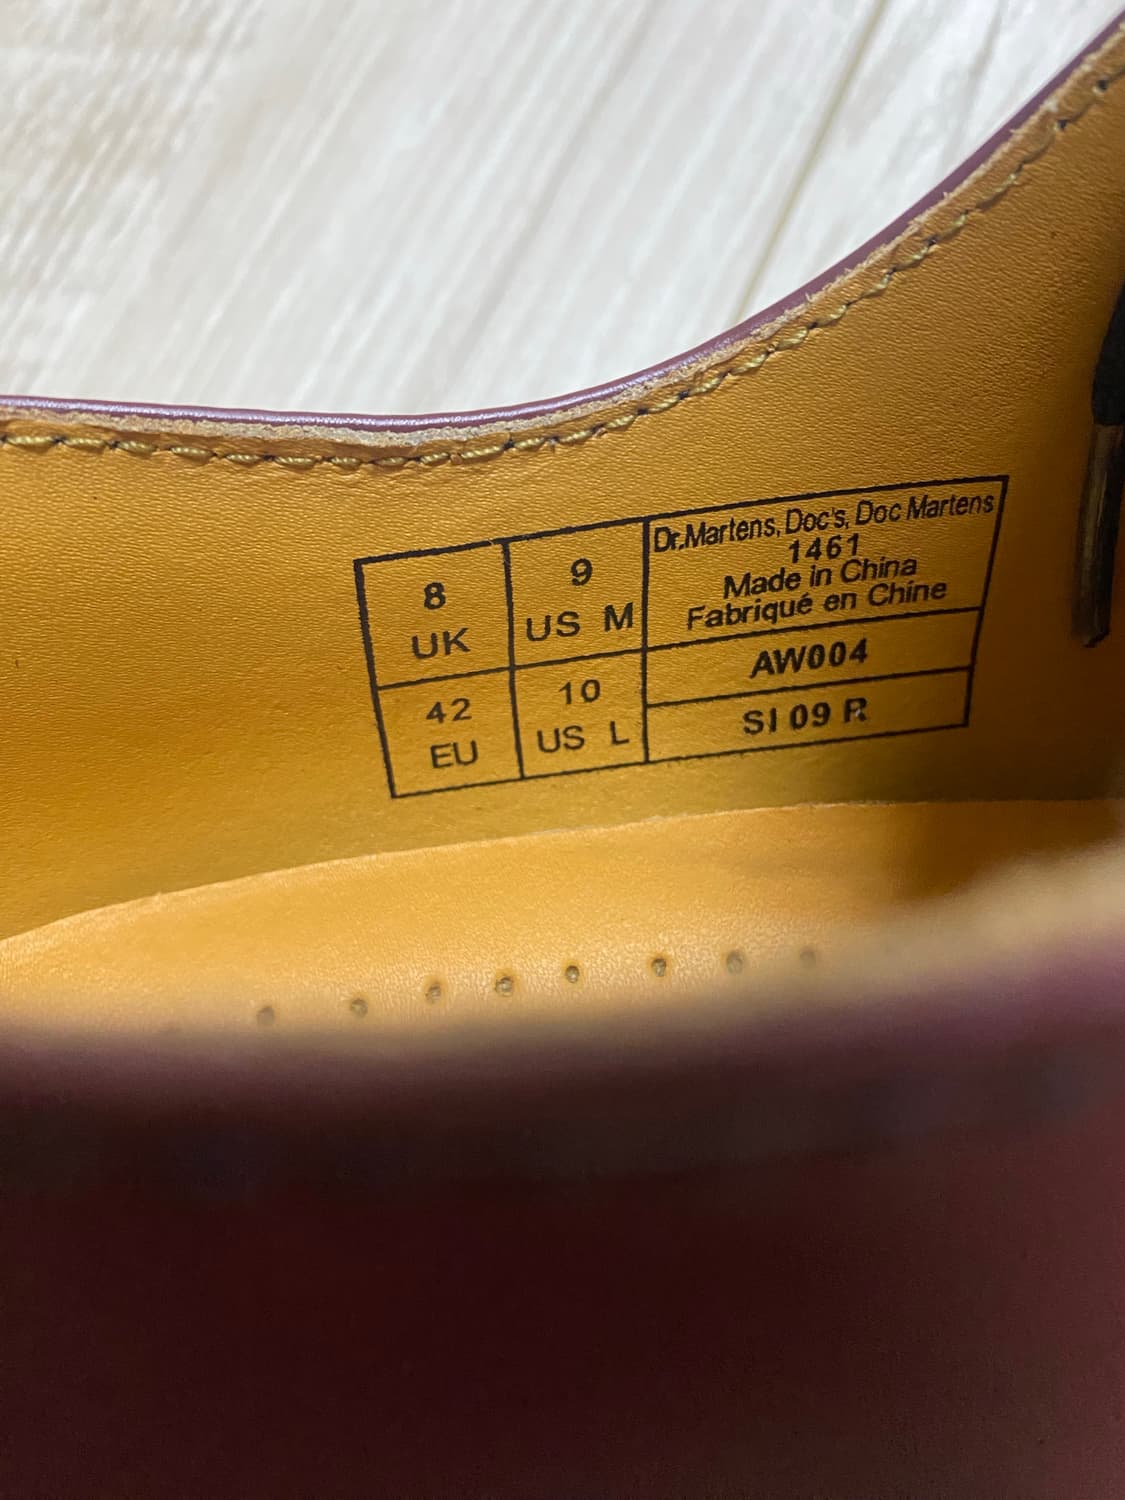 8
UK
9
US M
42
EU
10
US L
Dr.Martens, Doc's, Doc Martens
1461
Made in China
Fabriqué en Chine
AW004
SI 09 R